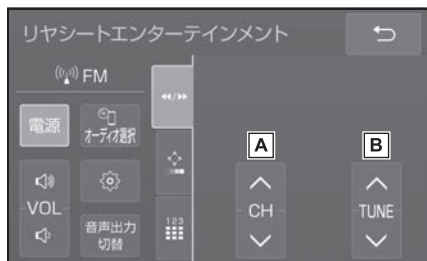 リヤシートエンターテインメント
FM
電源
オーディオ選択
VOL
音声出力
切替
123
A
CH
B
TUNE